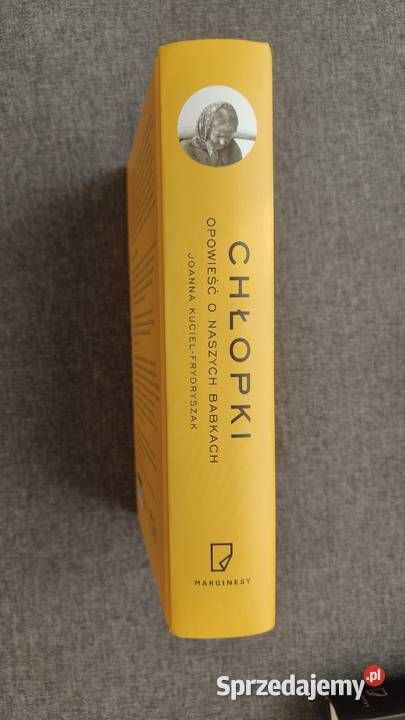 CHŁOPKI
OPOWIEŚĆ O NASZYCH BABKACH
JOANNA KUCIEL-FRYDRYSZAK
MARGINESY
Sprzedajemy.pl